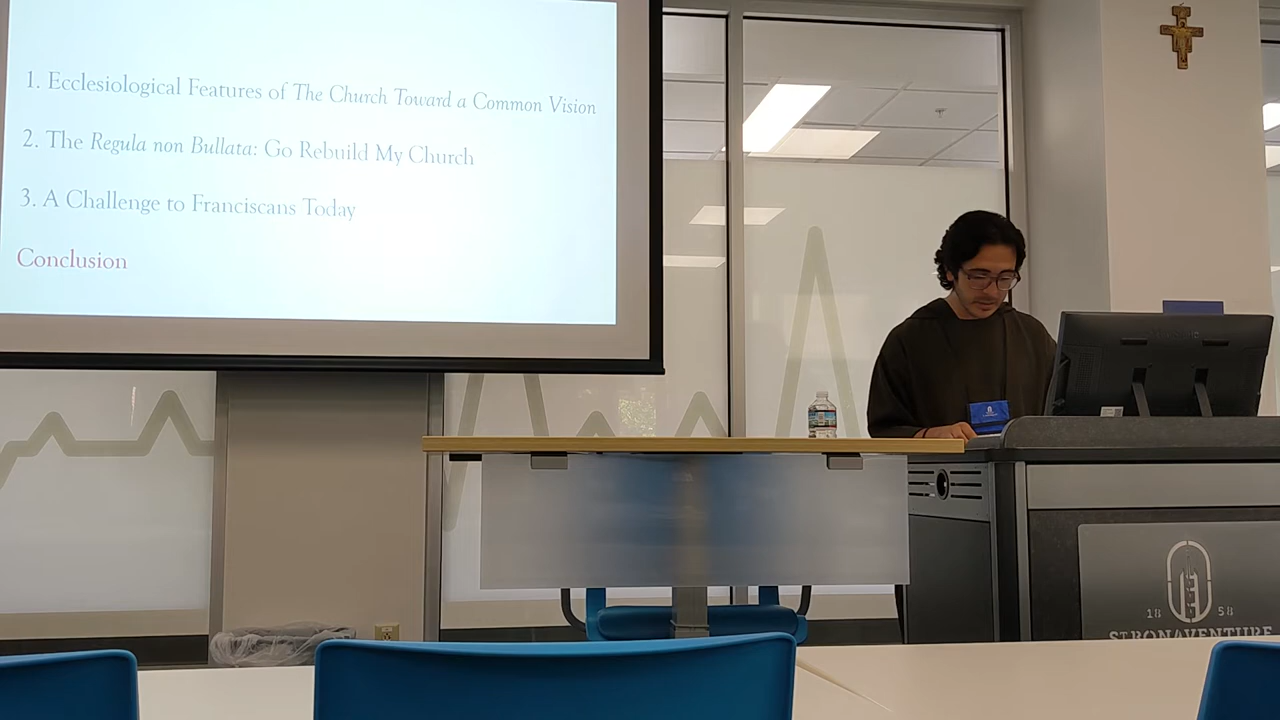 1. Ecclesiological Features of The Church Toward a Common Vision
2. The Regula non Bullata: Go Rebuild My Church
3. A Challenge to Franciscans Today
Conclusion
18 58
ST. BONAVENTURE